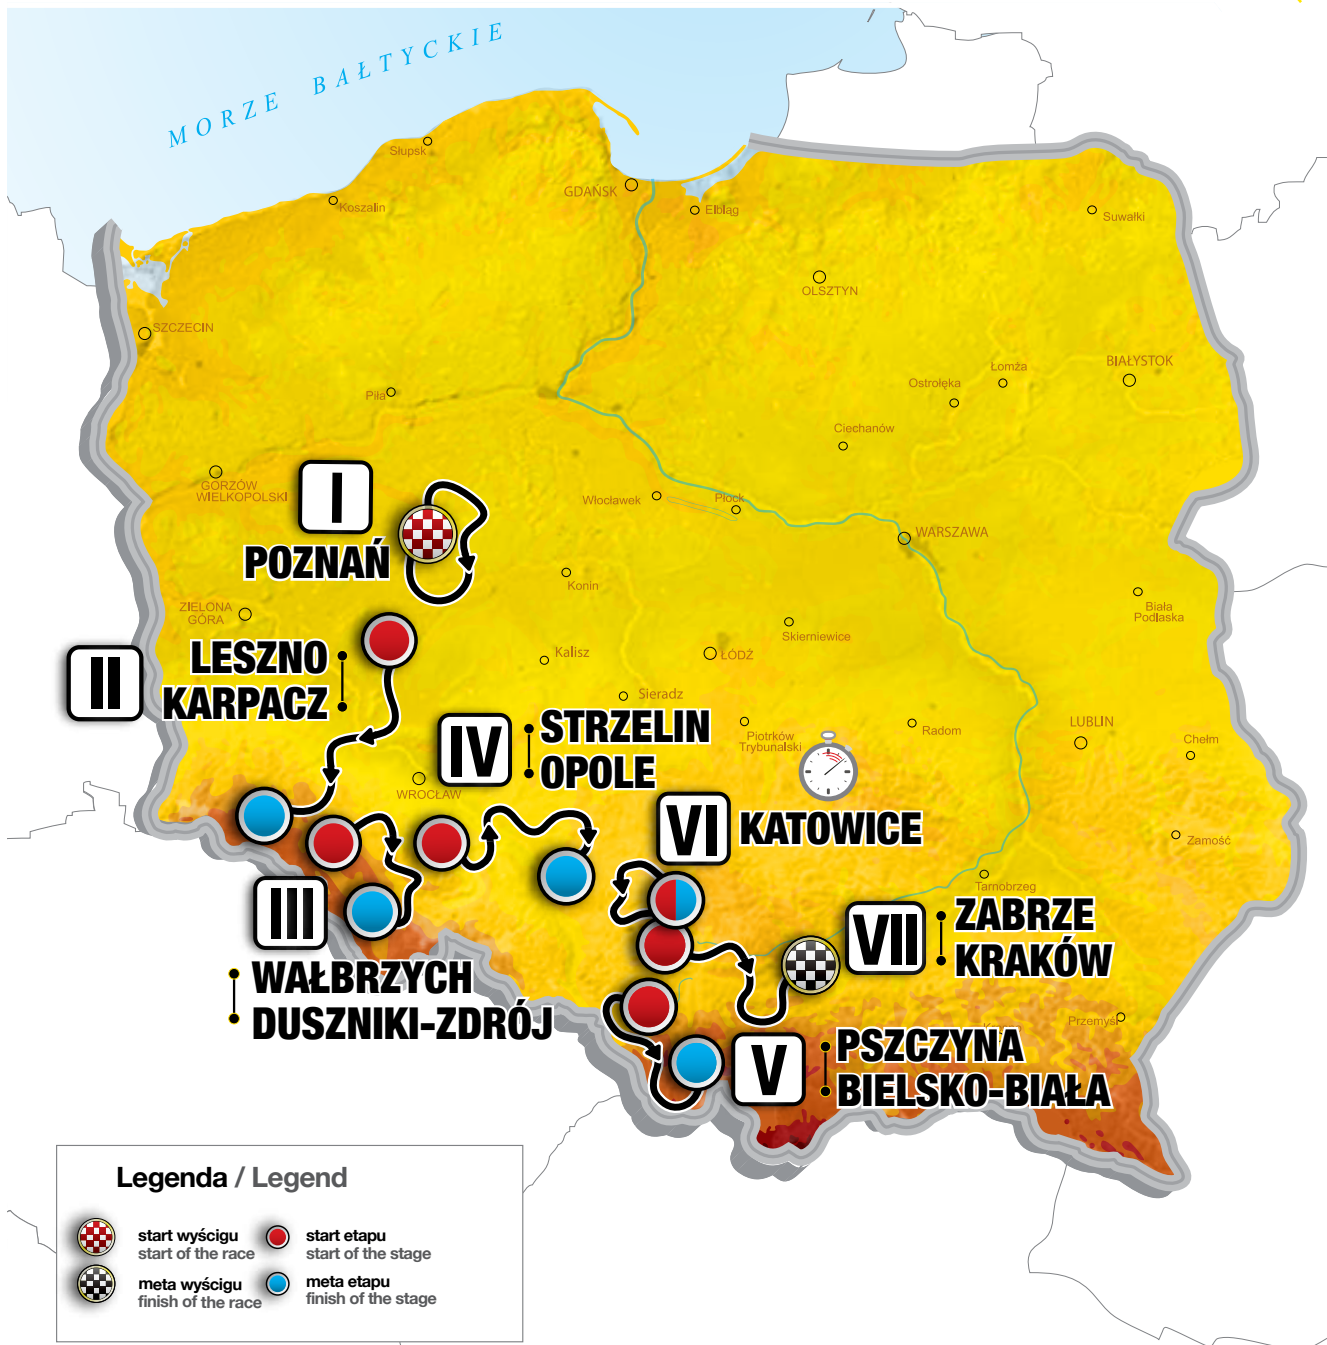 MORZE BAŁTYCKIE
Słupsk
Koszalin
GDAŃSK
Elbląg
Suwałki
OLSZTYN
SZCZECIN
Piła
BIAŁYSTOK
Łomża
Ostrołęka
Ciechanów
GORZÓW
WIELKOPOLSKI
Włocławek
Płock
WARSZAWA
I
POZNAŃ
Konin
Biała
Podlaska
ZIELONA
GÓRA
Skierniewice
II
LESZNO
KARPACZ
Kalisz
ŁÓDŹ
Sieradz
IV
STRZELIN
OPOLE
Piotrków
Trybunalski
Radom
LUBLIN
Chełm
WROCŁAW
VI
KATOWICE
Zamość
Tarnobrzeg
III
WAŁBRZYCH
DUSZNIKI-ZDRÓJ
VII
ZABRZE
KRAKÓW
Przemyśl
V
PSZCZYNA
BIELSKO-BIAŁA
Legenda / Legend
start wyścigu
start of the race
start etapu
start of the stage
meta wyścigu
finish of the race
meta etapu
finish of the stage